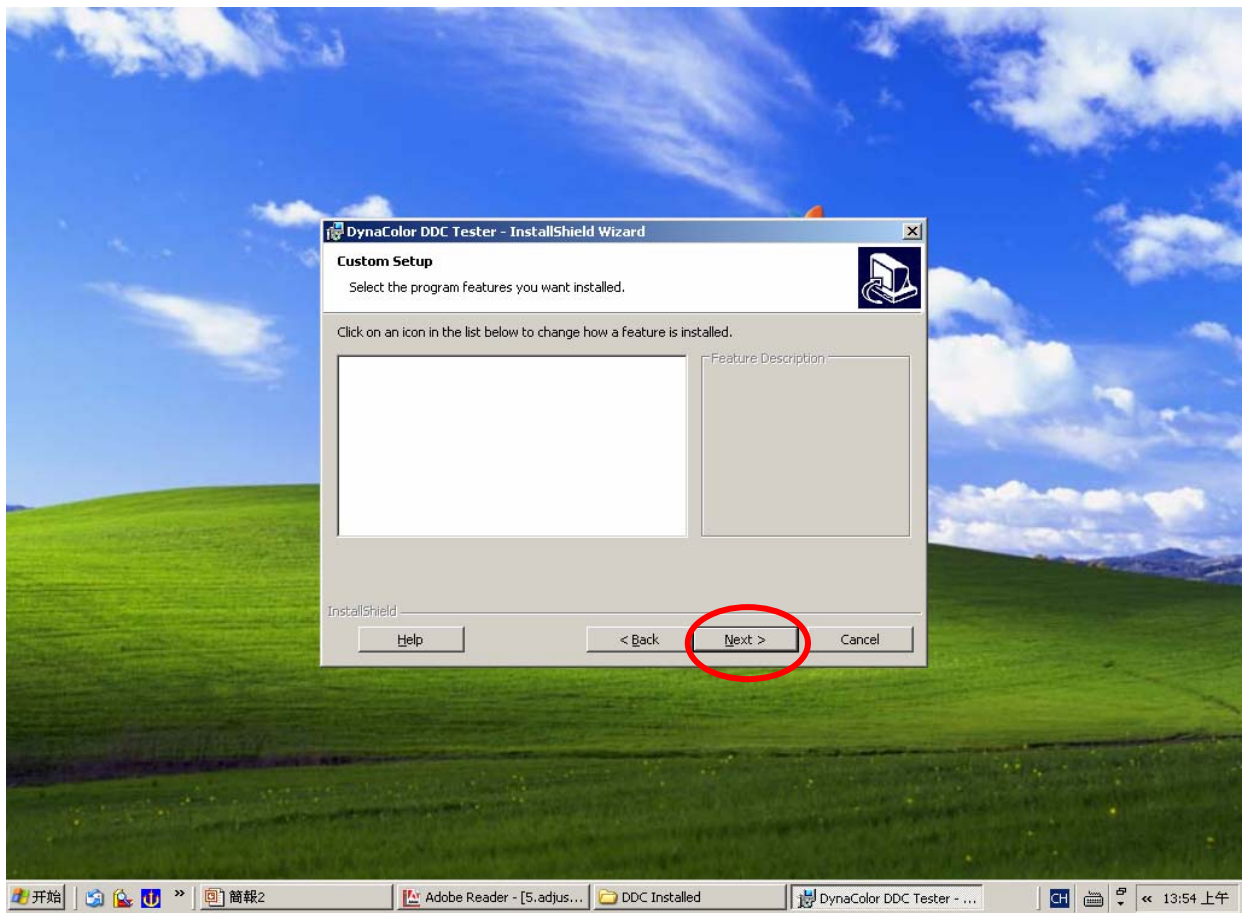 DynaColor DDC Tester - InstallShield Wizard
Custom Setup
Select the program features you want installed.
Click on an icon in the list below to change how a feature is installed.
Feature Description
InstallShield
Help
< Back
Next >
Cancel
开始
»
簡報2
Adobe Reader - [5.adjus...
DDC Installed
DynaColor DDC Tester - ...
CH
«
13:54 上午